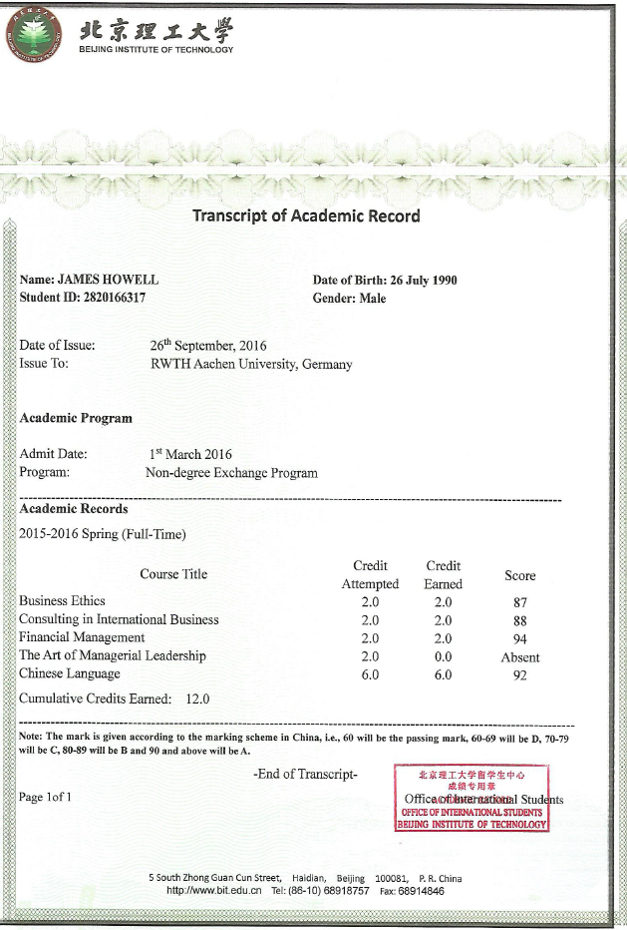 北京理工大学
BEIJING INSTITUTE OF TECHNOLOGY
Transcript of Academic Record
Name: JAMES HOWELL Date of Birth: 26 July 1990
Student ID: 2820166317 Gender: Male
Date of Issue: 26th September, 2016
Issue To: RWTH Aachen University, Germany
Academic Program
Admit Date: 1st March 2016
Program: Non-degree Exchange Program
Academic Records
2015-2016 Spring (Full-Time)
Course Title Credit Attempted Credit Earned Score
Business Ethics 2.0 2.0 87
Consulting in International Business 2.0 2.0 88
Financial Management 2.0 2.0 94
The Art of Managerial Leadership 2.0 0.0 Absent
Chinese Language 6.0 6.0 92
Cumulative Credits Earned: 12.0
Note: The mark is given according to the marking scheme in China, i.e., 60 will be the passing mark, 60-69 will be D, 70-79
will be C, 80-89 will be B and 90 and above will be A.
-End of Transcript-
北京理工大学留学生中心
成绩专用章
Page 1of 1 Office of International Students
OFFICE OF INTERNATIONAL STUDENTS
BEIJING INSTITUTE OF TECHNOLOGY
5 South Zhong Guan Cun Street, Haidian, Beijing 100081, P. R. China
http://www.bit.edu.cn Tel: (86-10) 68918757 Fax: 68914846